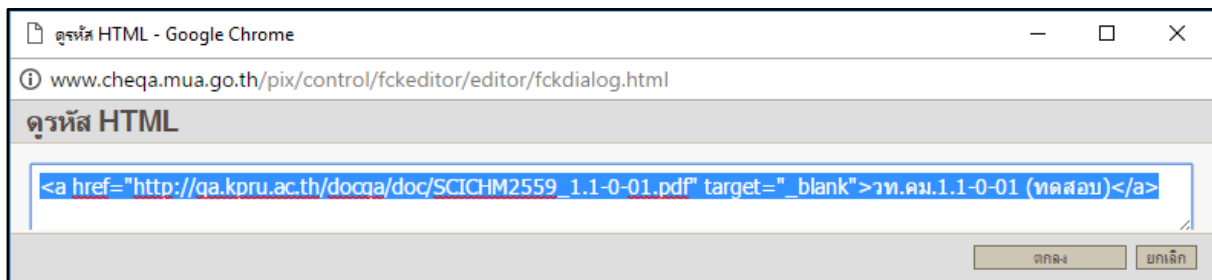 ดูรหัส HTML - Google Chrome
www.cheqa.mua.go.th/pix/control/fckeditor/editor/fckdialog.html
ดูรหัส HTML
<a href="http://qa.kpru.ac.th/docqa/doc/SCICHM2559_1.1-0-01.pdf" target="_blank">วท.คม.1.1-0-01 (ทดสอบ)</a>
ตกลง ยกเลิก